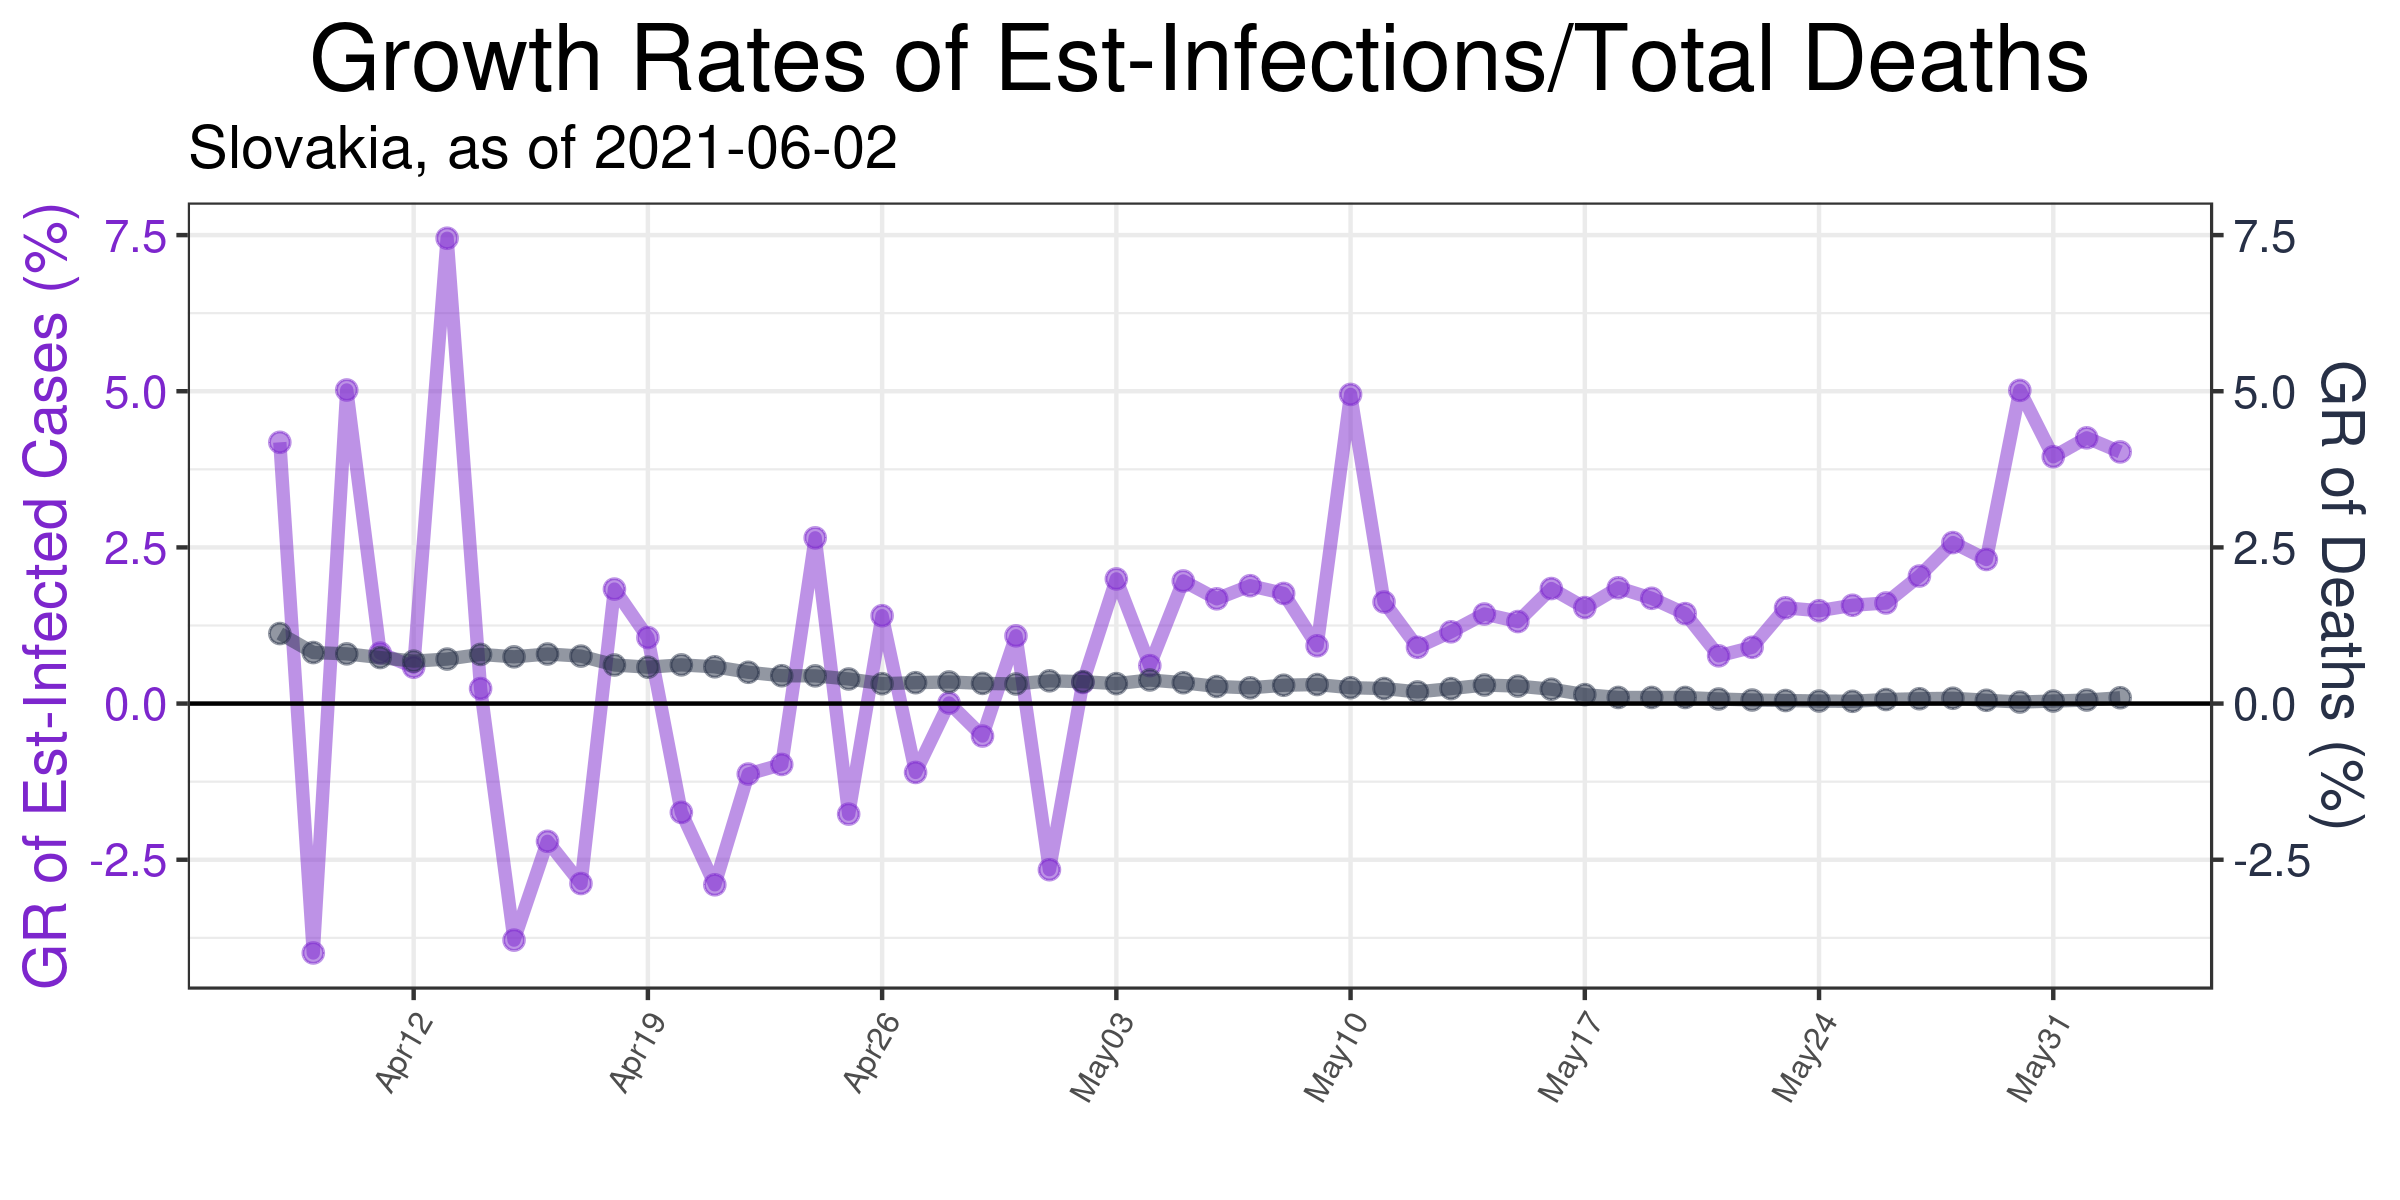 Growth Rates of Est-Infections/Total Deaths
Slovakia, as of 2021-06-02
GR of Est-Infected Cases (%)
7.5
5.0
2.5
0.0
-2.5
7.5
5.0
2.5
0.0
-2.5
GR of Deaths (%)
Apr12
Apr19
Apr26
May03
May10
May17
May24
May31